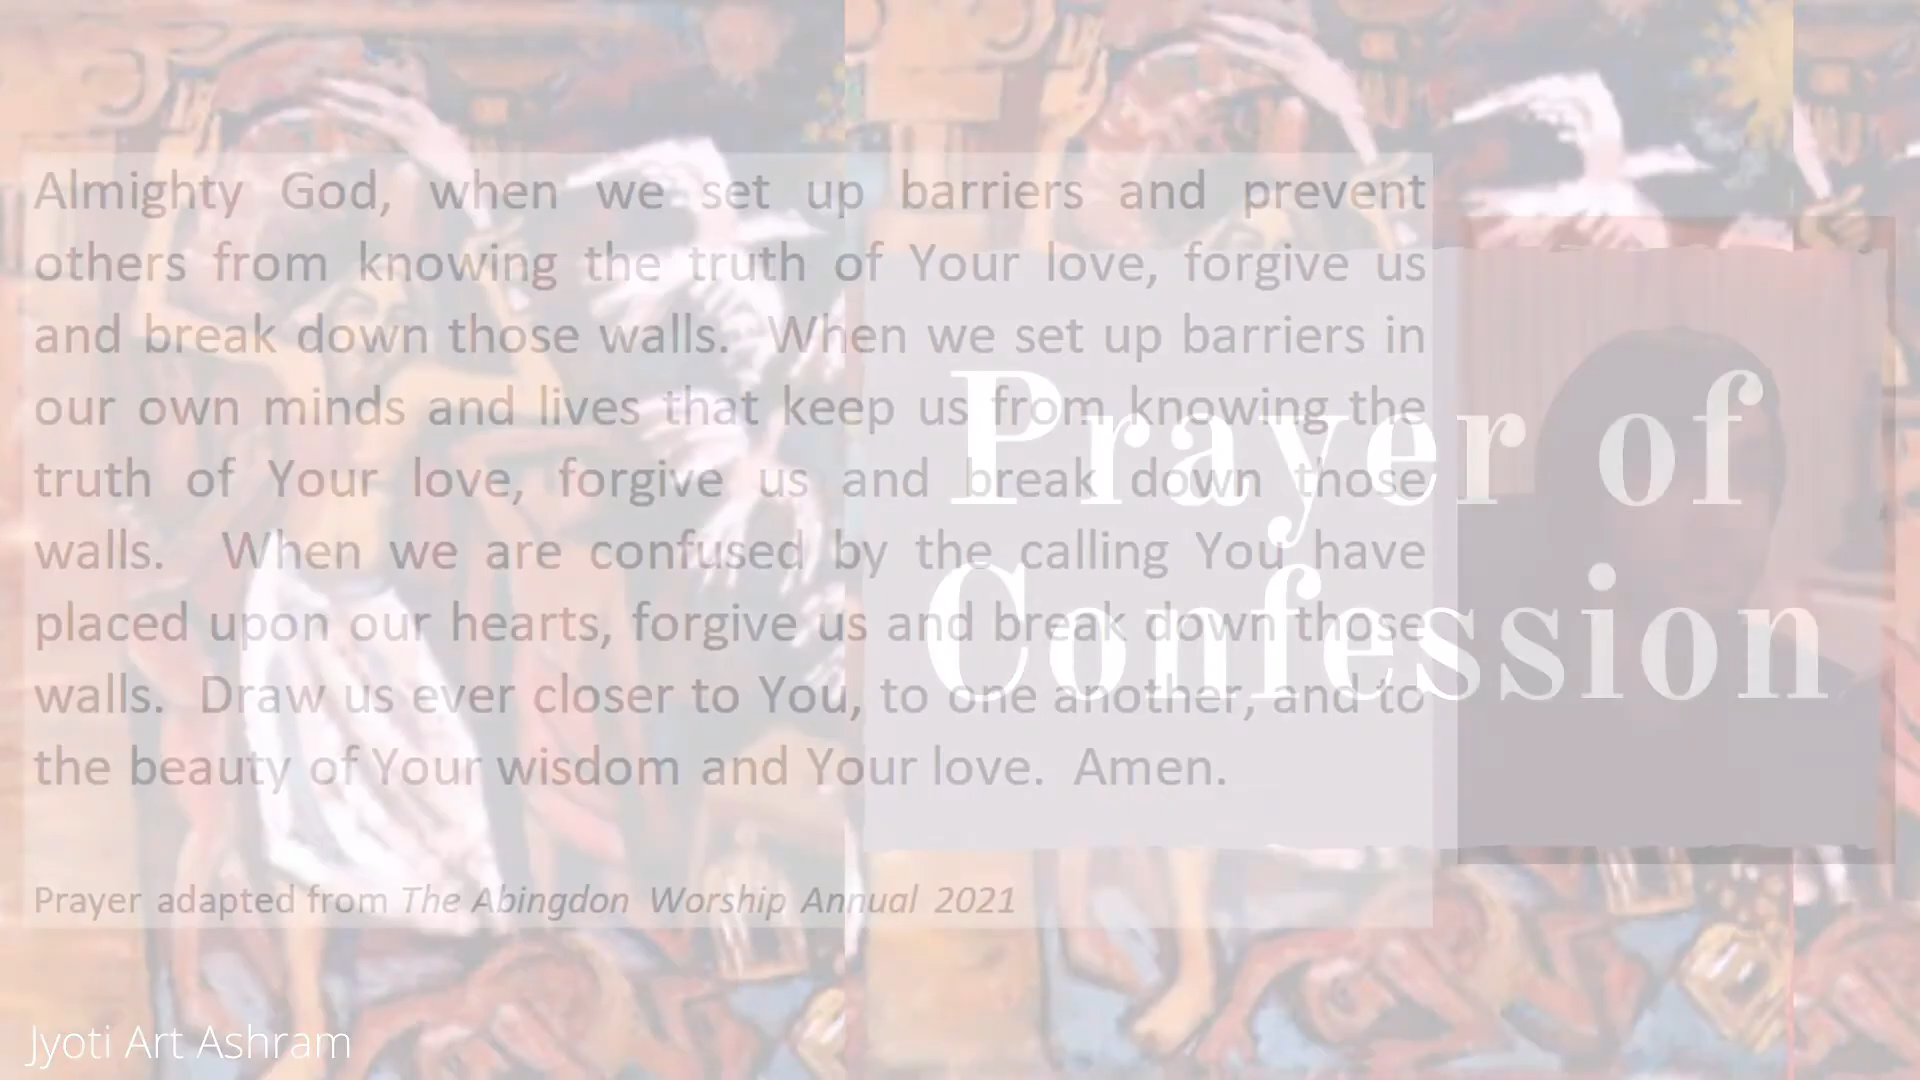 Almighty God, when we set up barriers and prevent
others from knowing the truth of Your love, forgive us
and break down those walls. When we set up barriers in
our own minds and lives that keep us from knowing the
truth of Your love, forgive us and break down those
walls. When we are confused by the calling You have
placed upon our hearts, forgive us and break down those
walls. Draw us ever closer to You, to one another, and to
the beauty of Your wisdom and Your love. Amen.
Prayer adapted from The Abingdon Worship Annual 2021
Prayer of
Confession
Jyoti Art Ashram